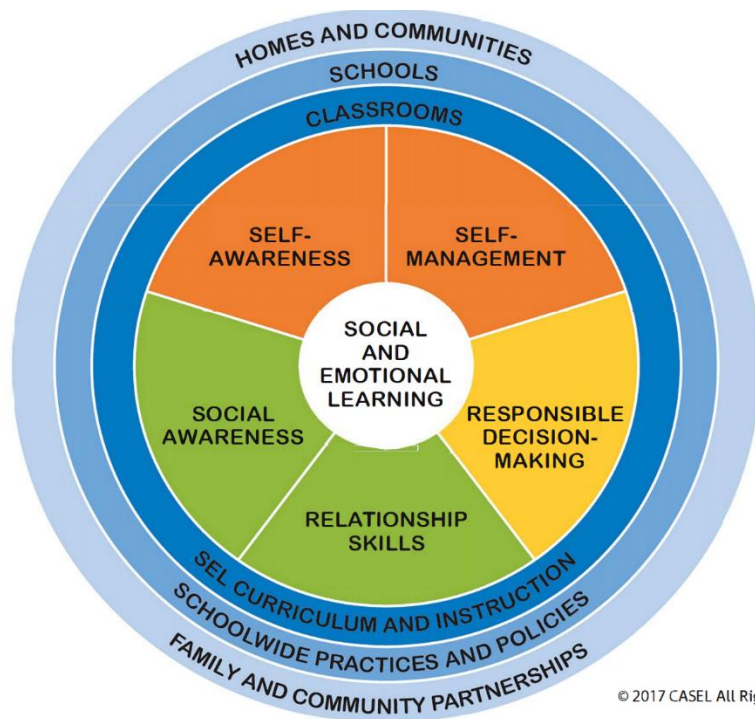 HOMES AND COMMUNITIES
SCHOOLS
CLASSROOMS
SELF-
AWARENESS
SELF-
MANAGEMENT
SOCIAL
AND
EMOTIONAL
LEARNING
SOCIAL
AWARENESS
RESPONSIBLE
DECISION-
MAKING
RELATIONSHIP
SKILLS
SEL CURRICULUM AND INSTRUCTION
SCHOOLWIDE PRACTICES AND POLICIES
FAMILY AND COMMUNITY PARTNERSHIPS
© 2017 CASEL All Rig